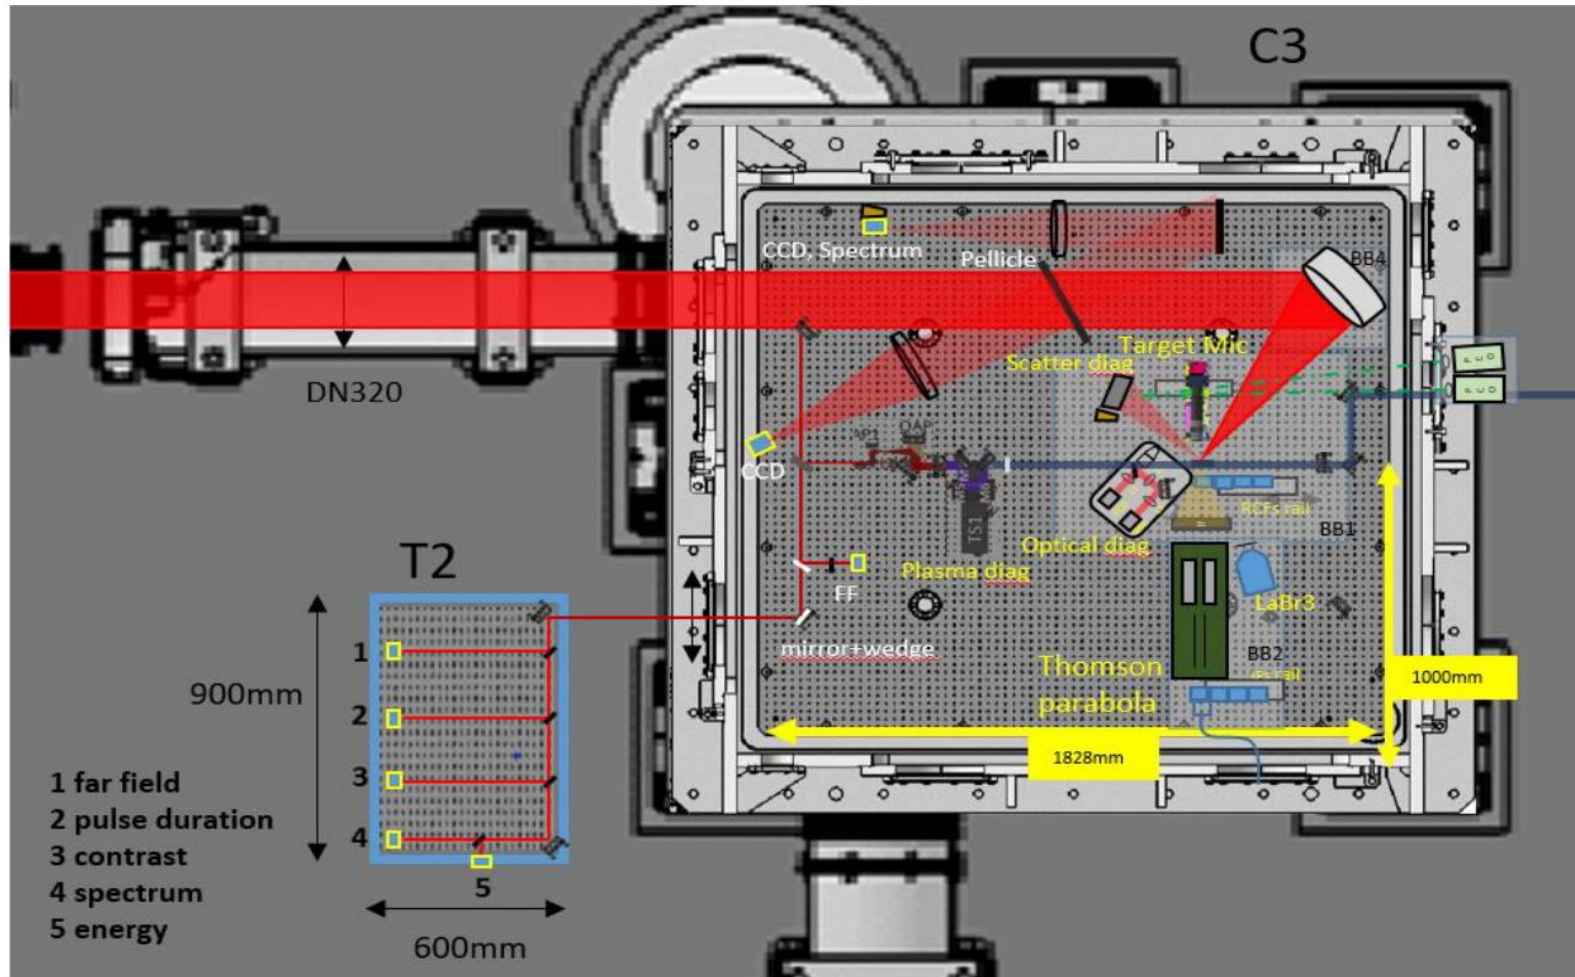 C3
CCD, Spectrum
Pellicle
BB4
DN320
Target Mic
Scatter diag
OAP
CCD
TS1
RCFs rail
BB1
Optical diag
Plasma diag
FF
T2
LaBr3
1
mirror+wedge
BB2
Thomson
parabola
1000mm
900mm
2
1828mm
3
1 far field
2 pulse duration
3 contrast
4 spectrum
5 energy
4
5
600mm
P C O
P C O